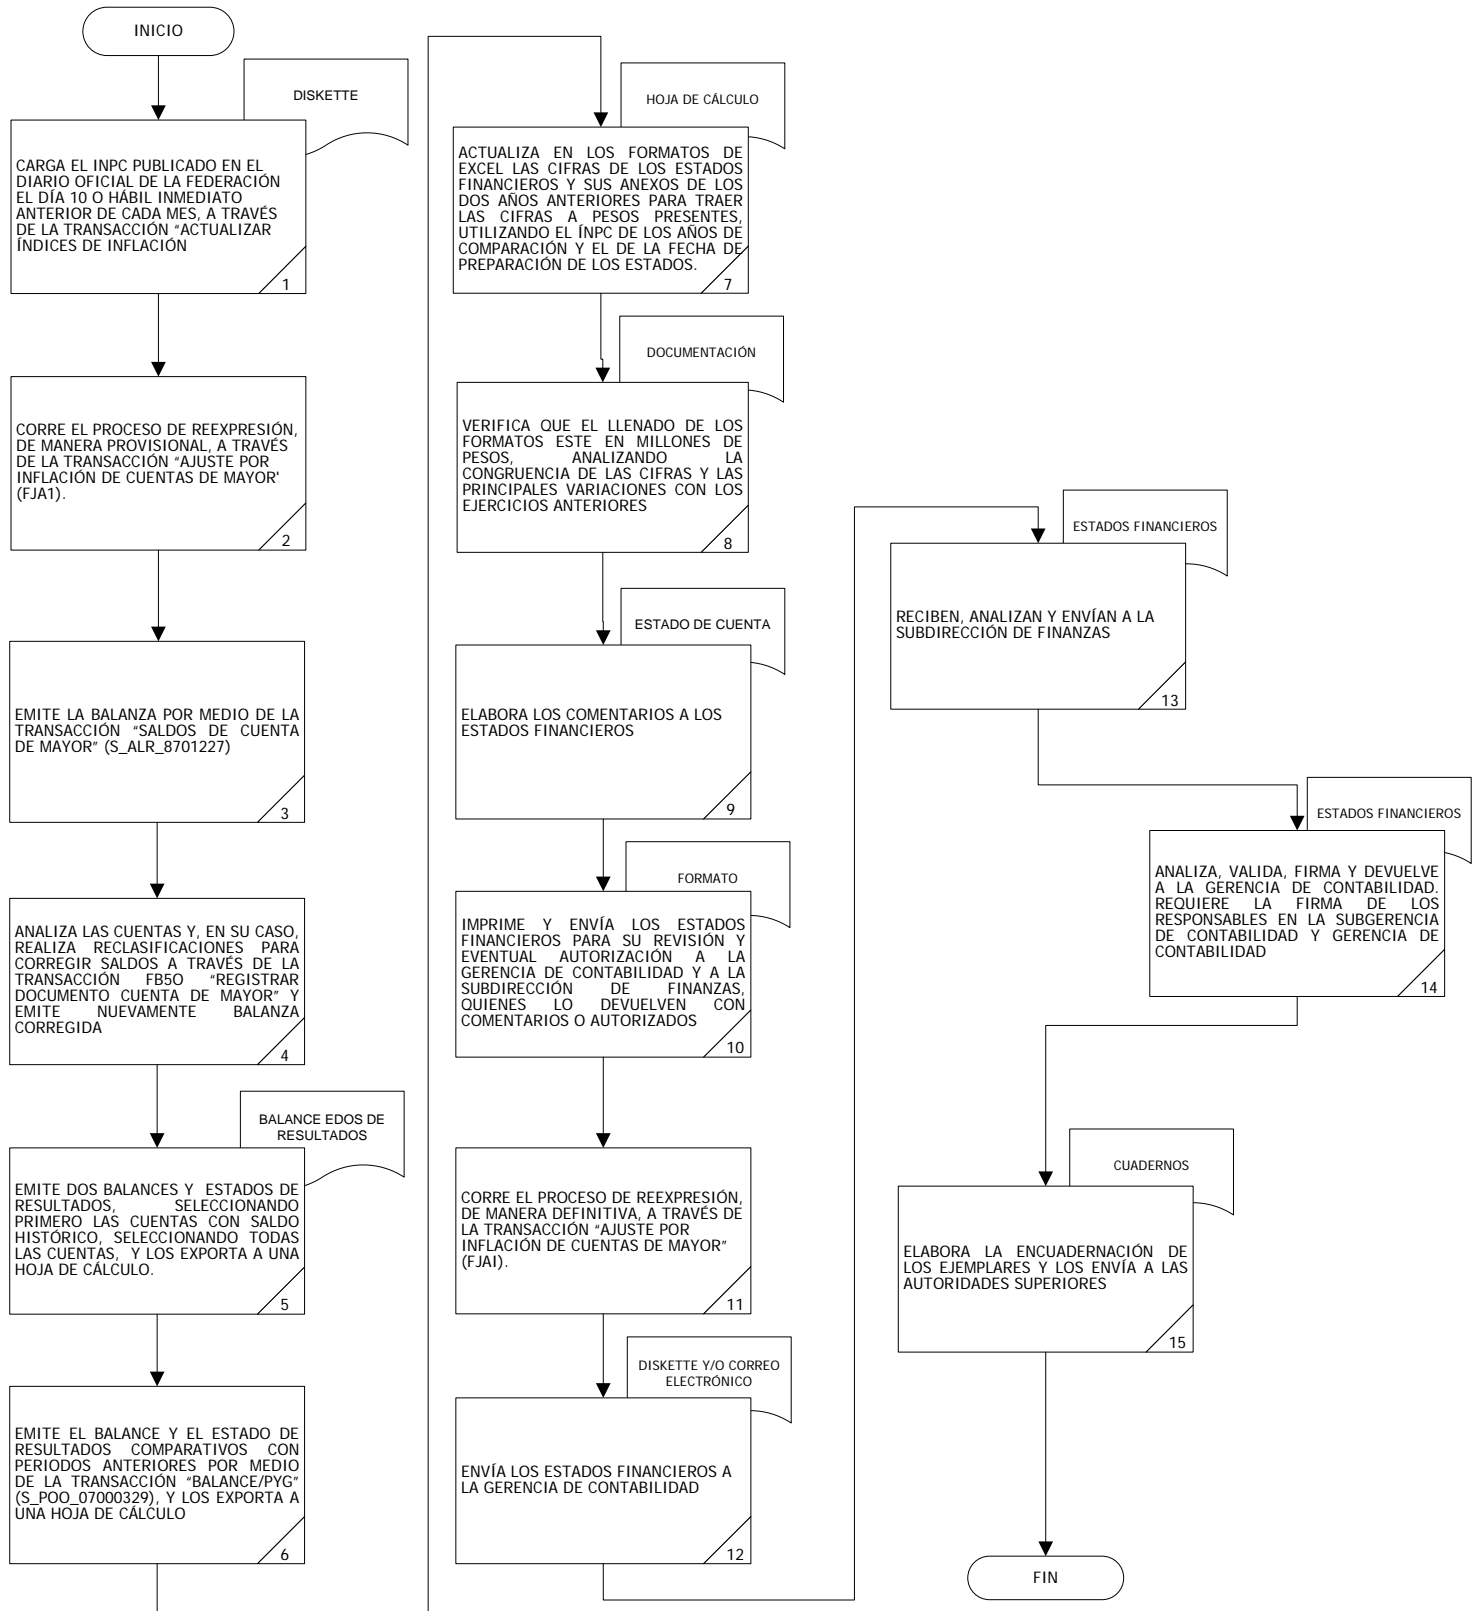 INICIO
DISKETTE
CARGA EL INPC PUBLICADO EN EL
DIARIO OFICIAL DE LA FEDERACIÓN
EL DÍA 10 O HÁBIL INMEDIATO
ANTERIOR DE CADA MES, A TRAVÉS
DE LA TRANSACCIÓN “ACTUALIZAR
ÍNDICES DE INFLACIÓN
1
CORRE EL PROCESO DE REEXPRESIÓN,
DE MANERA PROVISIONAL, A TRAVÉS
DE LA TRANSACCIÓN “AJUSTE POR
INFLACIÓN DE CUENTAS DE MAYOR'
(FJA1).
2
EMITE LA BALANZA POR MEDIO DE LA
TRANSACCIÓN “SALDOS DE CUENTA
DE MAYOR” (S_ALR_8701227)
3
ANALIZA LAS CUENTAS Y, EN SU CASO,
REALIZA RECLASIFICACIONES PARA
CORREGIR SALDOS A TRAVÉS DE LA
TRANSACCIÓN FB5O “REGISTRAR
DOCUMENTO CUENTA DE MAYOR” Y
EMITE NUEVAMENTE BALANZA
CORREGIDA
4
BALANCE EDOS DE
RESULTADOS
EMITE DOS BALANCES Y ESTADOS DE
RESULTADOS, SELECCIONANDO
PRIMERO LAS CUENTAS CON SALDO
HISTÓRICO, SELECCIONANDO TODAS
LAS CUENTAS, Y LOS EXPORTA A UNA
HOJA DE CÁLCULO.
5
EMITE EL BALANCE Y EL ESTADO DE
RESULTADOS COMPARATIVOS CON
PERIODOS ANTERIORES POR MEDIO
DE LA TRANSACCIÓN “BALANCE/PYG”
(S_POO_07000329), Y LOS EXPORTA A
UNA HOJA DE CÁLCULO
6
HOJA DE CÁLCULO
ACTUALIZA EN LOS FORMATOS DE
EXCEL LAS CIFRAS DE LOS ESTADOS
FINANCIEROS Y SUS ANEXOS DE LOS
DOS AÑOS ANTERIORES PARA TRAER
LAS CIFRAS A PESOS PRESENTES,
UTILIZANDO EL ÍNPC DE LOS AÑOS DE
COMPARACIÓN Y EL DE LA FECHA DE
PREPARACIÓN DE LOS ESTADOS.
7
DOCUMENTACIÓN
VERIFICA QUE EL LLENADO DE LOS
FORMATOS ESTE EN MILLONES DE
PESOS, ANALIZANDO LA
CONGRUENCIA DE LAS CIFRAS Y LAS
PRINCIPALES VARIACIONES CON LOS
EJERCICIOS ANTERIORES
8
ESTADO DE CUENTA
ELABORA LOS COMENTARIOS A LOS
ESTADOS FINANCIEROS
9
FORMATO
IMPRIME Y ENVÍA LOS ESTADOS
FINANCIEROS PARA SU REVISIÓN Y
EVENTUAL AUTORIZACIÓN A LA
GERENCIA DE CONTABILIDAD Y A LA
SUBDIRECCIÓN DE FINANZAS,
QUIENES LO DEVUELVEN CON
COMENTARIOS O AUTORIZADOS
10
CORRE EL PROCESO DE REEXPRESIÓN,
DE MANERA DEFINITIVA, A TRAVÉS DE
LA TRANSACCIÓN “AJUSTE POR
INFLACIÓN DE CUENTAS DE MAYOR”
(FJAI).
11
DISKETTE Y/O CORREO
ELECTRÓNICO
ENVÍA LOS ESTADOS FINANCIEROS A
LA GERENCIA DE CONTABILIDAD
12
ESTADOS FINANCIEROS
RECIBEN, ANALIZAN Y ENVÍAN A LA
SUBDIRECCIÓN DE FINANZAS
13
ESTADOS FINANCIEROS
ANALIZA, VALIDA, FIRMA Y DEVUELVE
A LA GERENCIA DE CONTABILIDAD.
REQUIERE LA FIRMA DE LOS
RESPONSABLES EN LA SUBGERENCIA
DE CONTABILIDAD Y GERENCIA DE
CONTABILIDAD
14
CUADERNOS
ELABORA LA ENCUADERNACIÓN DE
LOS EJEMPLARES Y LOS ENVÍA A LAS
AUTORIDADES SUPERIORES
15
FIN